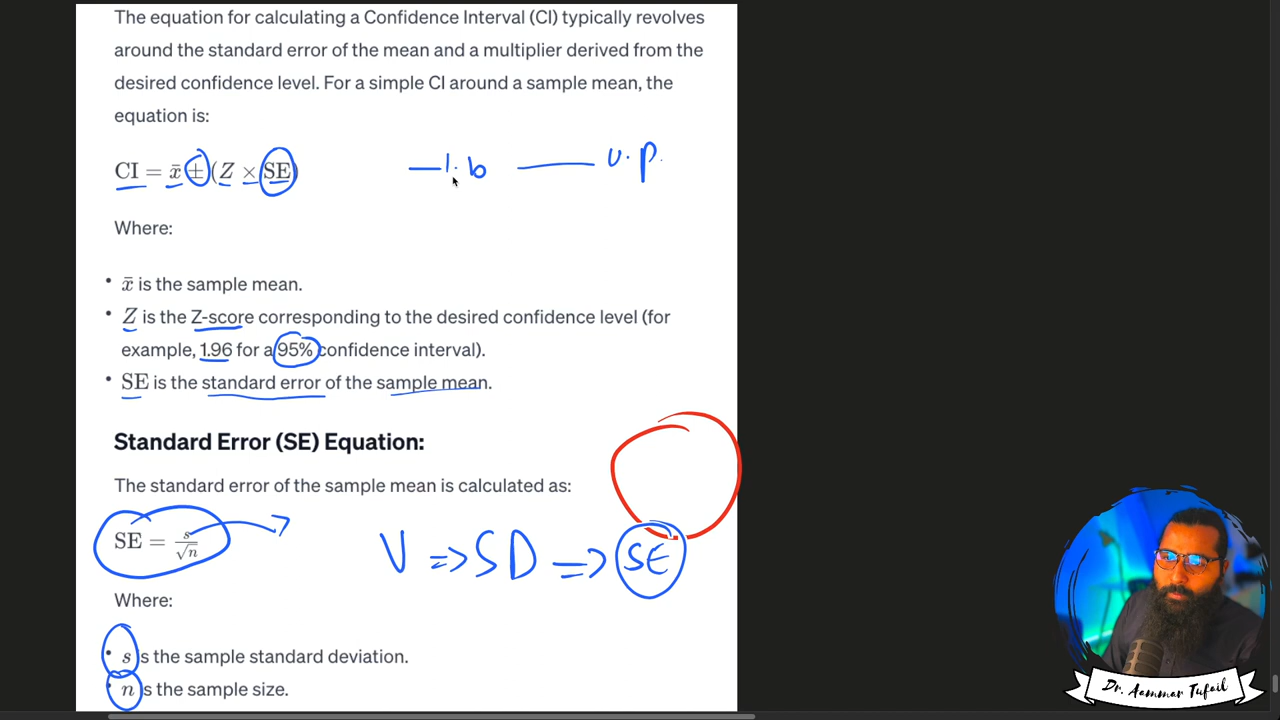 The equation for calculating a Confidence Interval (CI) typically revolves
around the standard error of the mean and a multiplier derived from the
desired confidence level. For a simple CI around a sample mean, the
equation is:
CI = x̄ ± (Z × SE)
l.b
u.p.
Where:
• x̄ is the sample mean.
• Z is the Z-score corresponding to the desired confidence level (for
example, 1.96 for a 95% confidence interval).
• SE is the standard error of the sample mean.
Standard Error (SE) Equation:
The standard error of the sample mean is calculated as:
SE = s/√n
V => SD => SE
Where:
• s is the sample standard deviation.
• n is the sample size.
Dr. Aammar Tufail